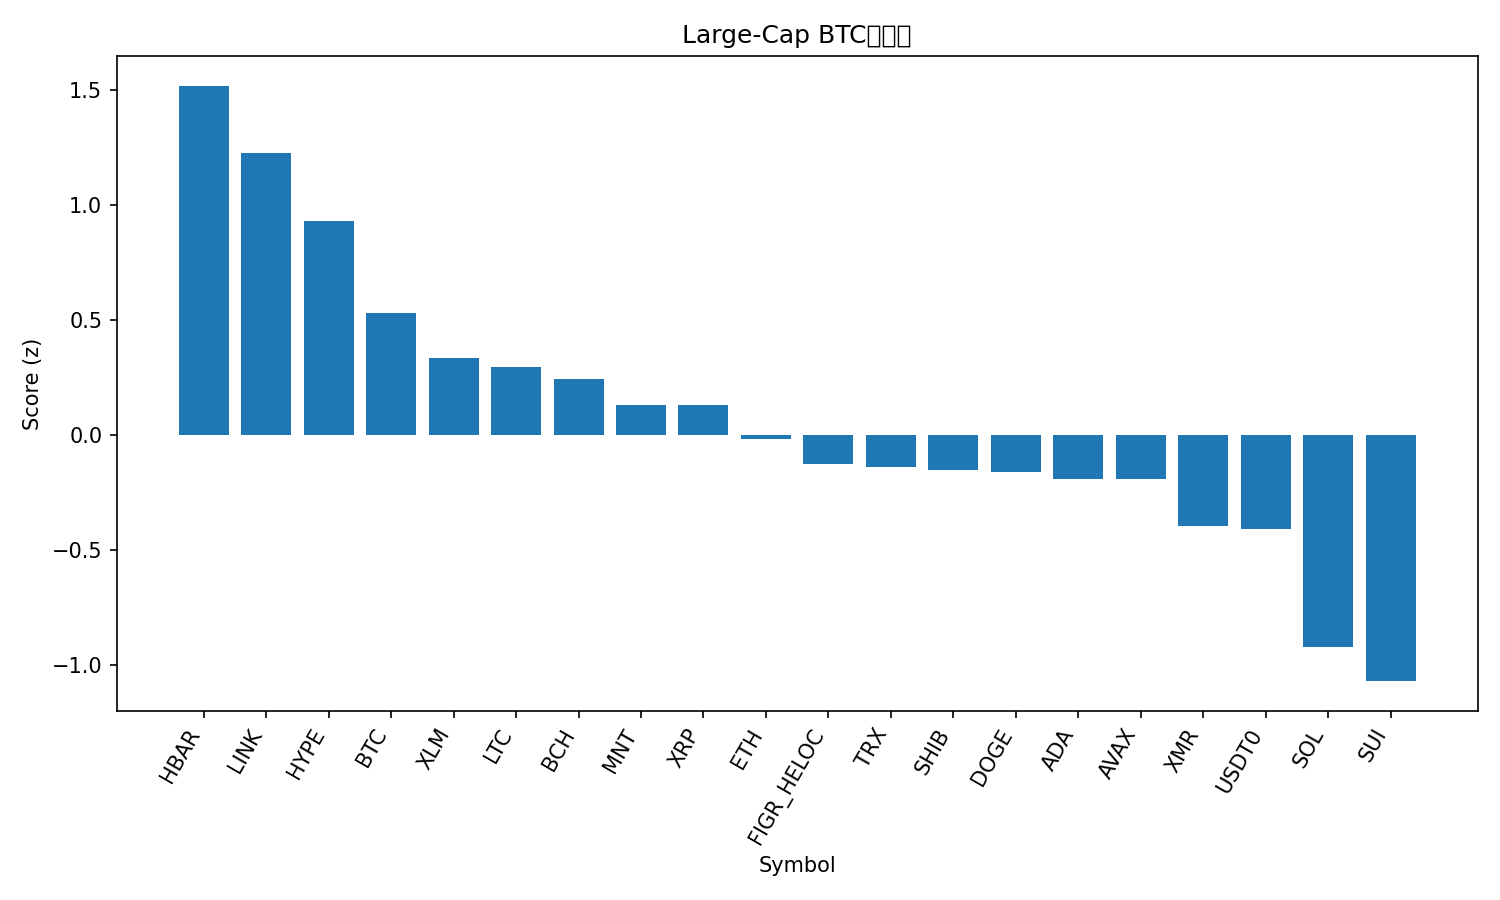 Large-Cap BTC
1.5
1.0
0.5
0.0
−0.5
−1.0
Score (z)
HBAR
LINK
HYPE
BTC
XLM
LTC
BCH
MNT
XRP
ETH
FIGR_HELOC
TRX
SHIB
DOGE
ADA
AVAX
XMR
USDT0
SOL
SUI
Symbol